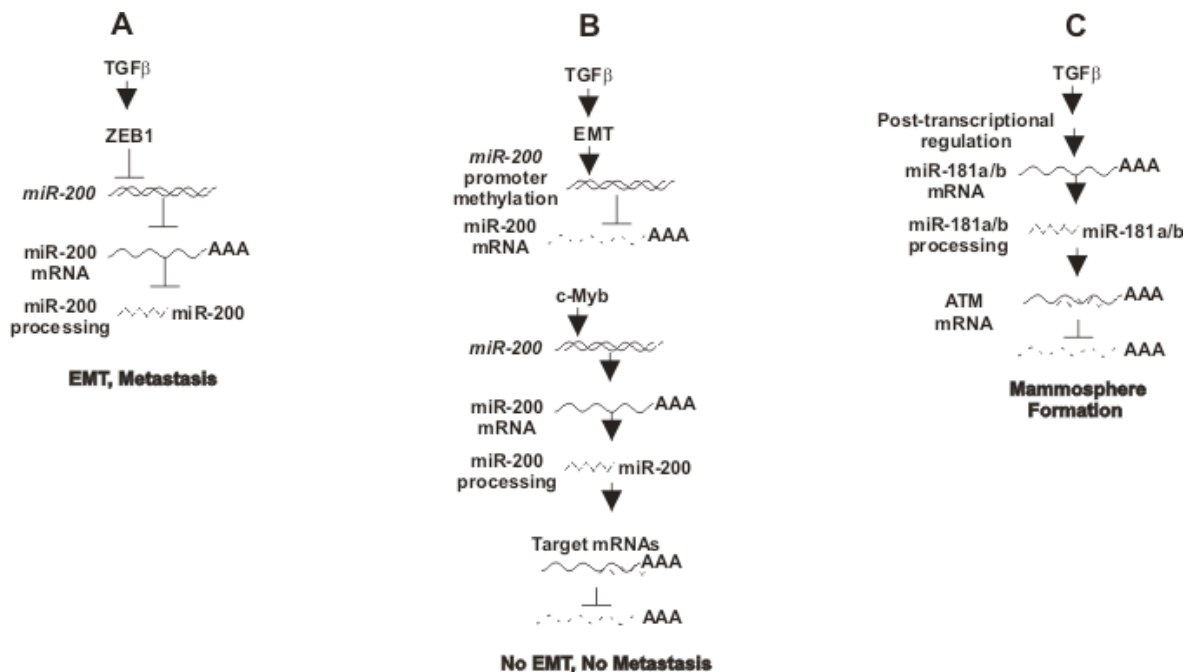 A
TGFβ
ZEB1
miR-200
miR-200
mRNA
AAA
miR-200
processing
miR-200
EMT, Metastasis
B
TGFβ
EMT
miR-200
promoter
methylation
miR-200
mRNA
AAA
c-Myb
miR-200
miR-200
mRNA
AAA
miR-200
processing
miR-200
Target mRNAs
AAA
AAA
No EMT, No Metastasis
C
TGFβ
Post-transcriptional
regulation
miR-181a/b
mRNA
AAA
miR-181a/b
processing
miR-181a/b
ATM
mRNA
AAA
AAA
Mammosphere
Formation